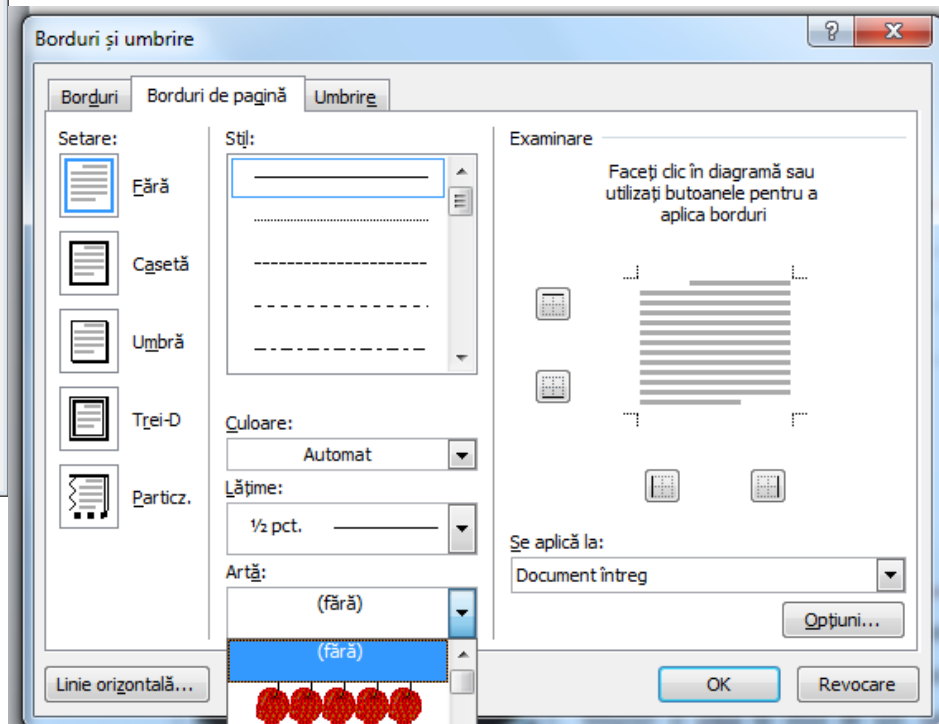 Borduri și umbrire
Borduri
Borduri de pagină
Umbrire
Setare:
Fără
Casetă
Umbră
Trei-D
Particz.
Stil:
Culoare:
Automat
Lățime:
½ pct.
Artă:
(fără)
(fără)
Examinare
Faceți clic în diagramă sau
utilizați butoanele pentru a
aplica borduri
Se aplică la:
Document întreg
Opțiuni...
Linie orizontală...
OK
Revocare